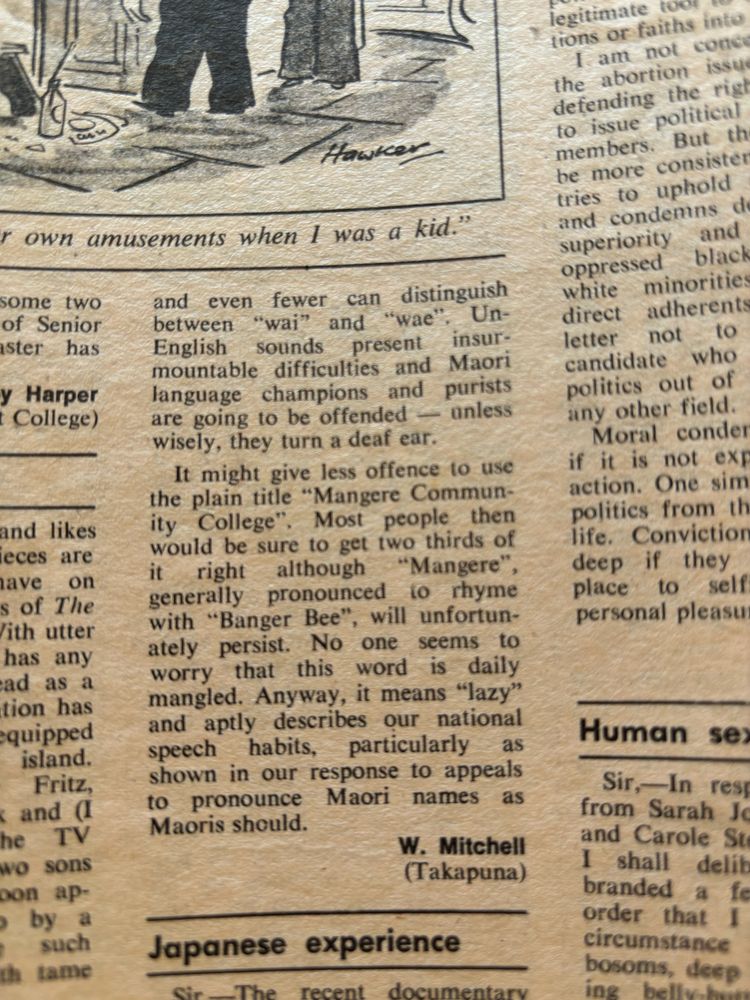 Hawker
r own amusements when I was a kid."
some two
of Senior
aster has
y Harper
t College)
and likes
ieces are
have on
s of The
With utter
has any
ead as a
tion has
equipped
island.
Fritz,
k and (I
he TV
wo sons
oon ap-
by a
such
th tame
and even fewer can distinguish
between "wai" and "wae". Un-
English sounds present insur-
mountable difficulties and Maori
language champions and purists
are going to be offended — unless
wisely, they turn a deaf ear.
It might give less offence to use
the plain title "Mangere Commun-
ity College". Most people then
would be sure to get two thirds of
it right although "Mangere",
generally pronounced to rhyme
with "Banger Bee", will unfortun-
ately persist. No one seems to
worry that this word is daily
mangled. Anyway, it means "lazy"
and aptly describes our national
speech habits, particularly as
shown in our response to appeals
to pronounce Maori names as
Maoris should.
W. Mitchell
(Takapuna)
Japanese experience
Sir,—The recent documentary
legitimate tool to
tions or faiths into
I am not conce
the abortion issu
defending the righ
to issue political
members. But th
be more consisten
tries to uphold
and condemns de
superiority and
oppressed black
white minorities
direct adherents
letter not to
candidate who
politics out of
any other field.
Moral conden
if it is not exp
action. One sim
politics from th
life. Conviction
deep if they
place to self
personal pleasu
Human sex
Sir,—In resp
from Sarah Jo
and Carole Ste
I shall delib
branded a fe
order that I
circumstance
bosoms, deep
ing belly-bu